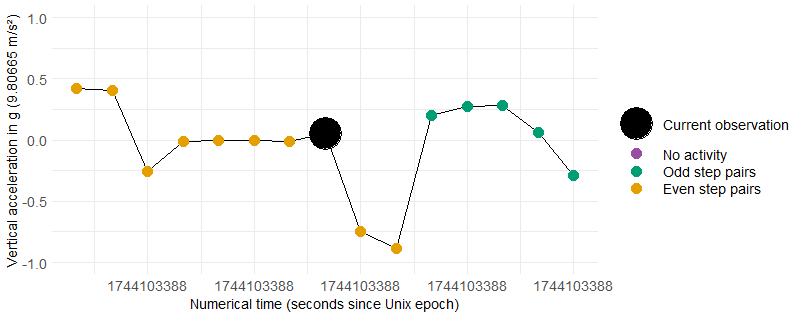 Vertical acceleration in g (9.80665 m/s²)
1.0
0.5
0.0
-0.5
-1.0
1744103388 1744103388 1744103388 1744103388 1744103388
Numerical time (seconds since Unix epoch)
Current observation
No activity
Odd step pairs
Even step pairs